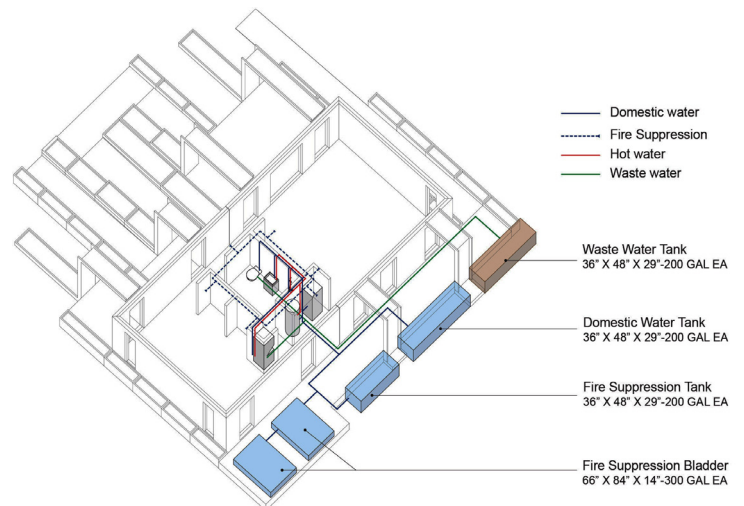 Domestic water
Fire Suppression
Hot water
Waste water
Waste Water Tank
36” X 48” X 29”-200 GAL EA
Domestic Water Tank
36” X 48” X 29”-200 GAL EA
Fire Suppression Tank
36” X 48” X 29”-200 GAL EA
Fire Suppression Bladder
66” X 84” X 14”-300 GAL EA